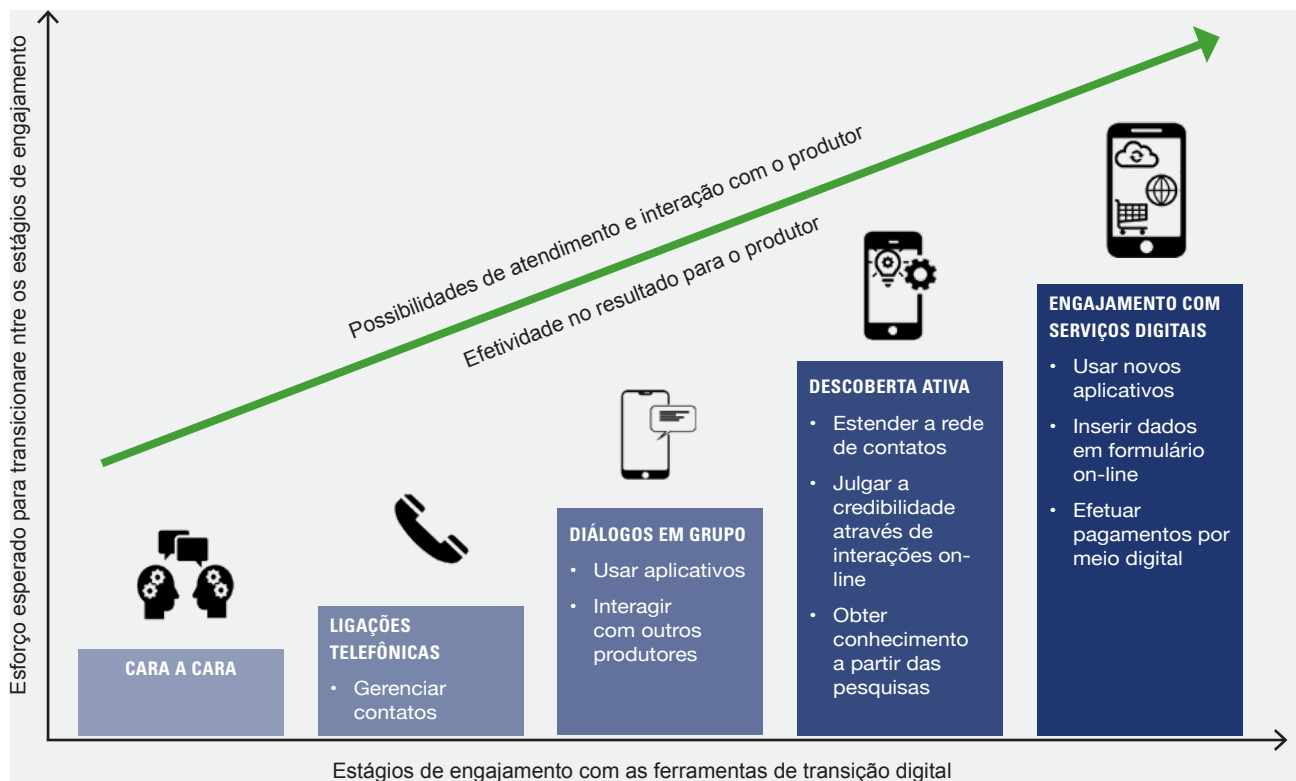 Esforço esperado para transicionare ntre os estágios de engajamento
Possibilidades de atendimento e interação com o produtor
Efetividade no resultado para o produtor
CARA A CARA
LIGAÇÕES
TELEFÔNICAS
• Gerenciar
contatos
DIÁLOGOS EM GRUPO
• Usar aplicativos
• Interagir
com outros
produtores
DESCOBERTA ATIVA
• Estender a rede
de contatos
• Julgar a
credibilidade
através de
interações on-
line
• Obter
conhecimento
a partir das
pesquisas
ENGAJAMENTO COM
SERVIÇOS DIGITAIS
• Usar novos
aplicativos
• Inserir dados
em formulário
on-line
• Efetuar
pagamentos por
meio digital
Estágios de engajamento com as ferramentas de transição digital